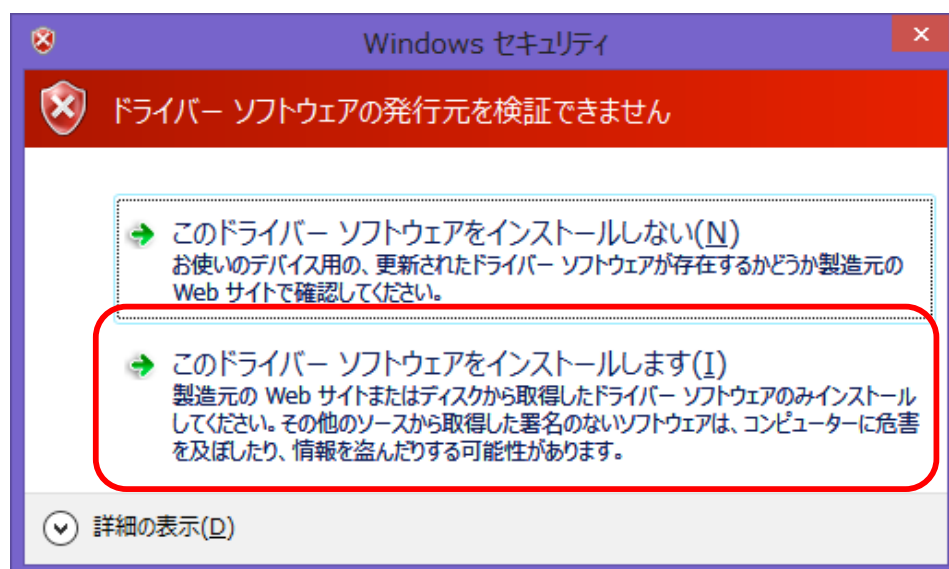 Windows セキュリティ
ドライバー ソフトウェアの発行元を検証できません
このドライバー ソフトウェアをインストールしない(N)
お使いのデバイス用の、更新されたドライバー ソフトウェアが存在するかどうか製造元の
Web サイトで確認してください。
このドライバー ソフトウェアをインストールします(I)
製造元の Web サイトまたはディスクから取得したドライバー ソフトウェアのみインストール
してください。その他のソースから取得した署名のないソフトウェアは、コンピューターに危害
を及ぼしたり、情報を盗んだりする可能性があります。
詳細の表示(D)